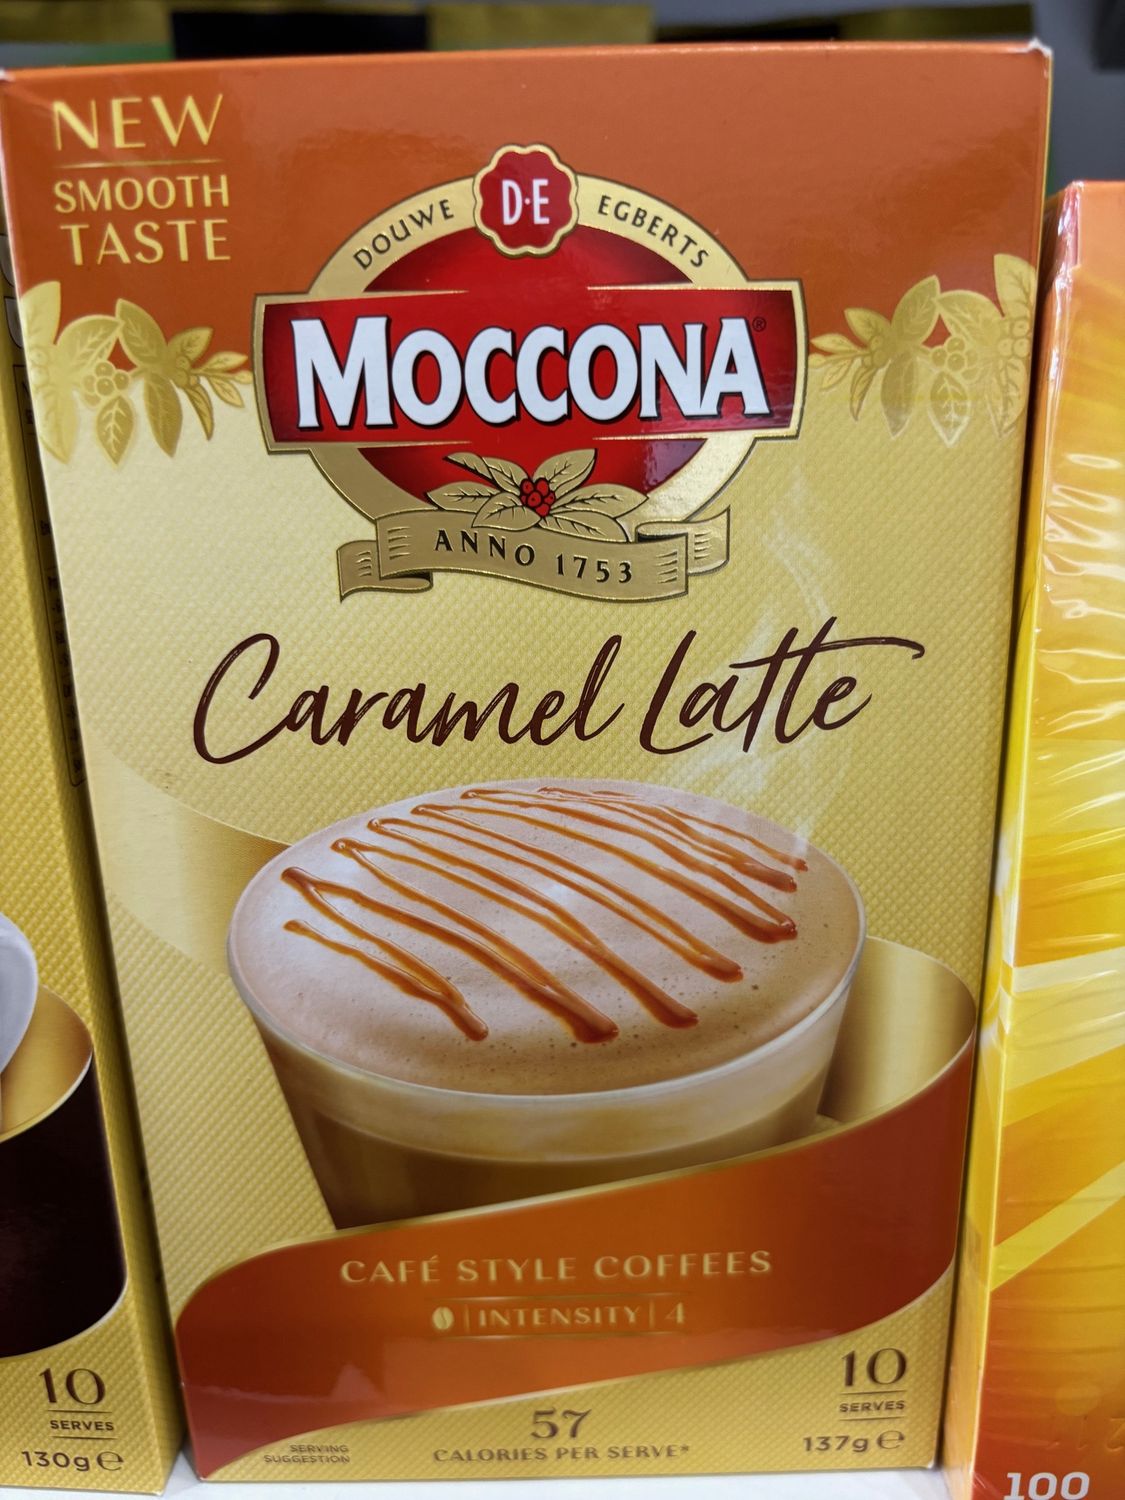 NEW
SMOOTH
TASTE
DOUWE D·E EGBERTS
MOCCONA®
ANNO 1753
Caramel Latte
CAFÉ STYLE COFFEES
INTENSITY | 4
57
CALORIES PER SERVE*
SERVING
SUGGESTION
10
SERVES
137g ℮
10
SERVES
130g ℮
100